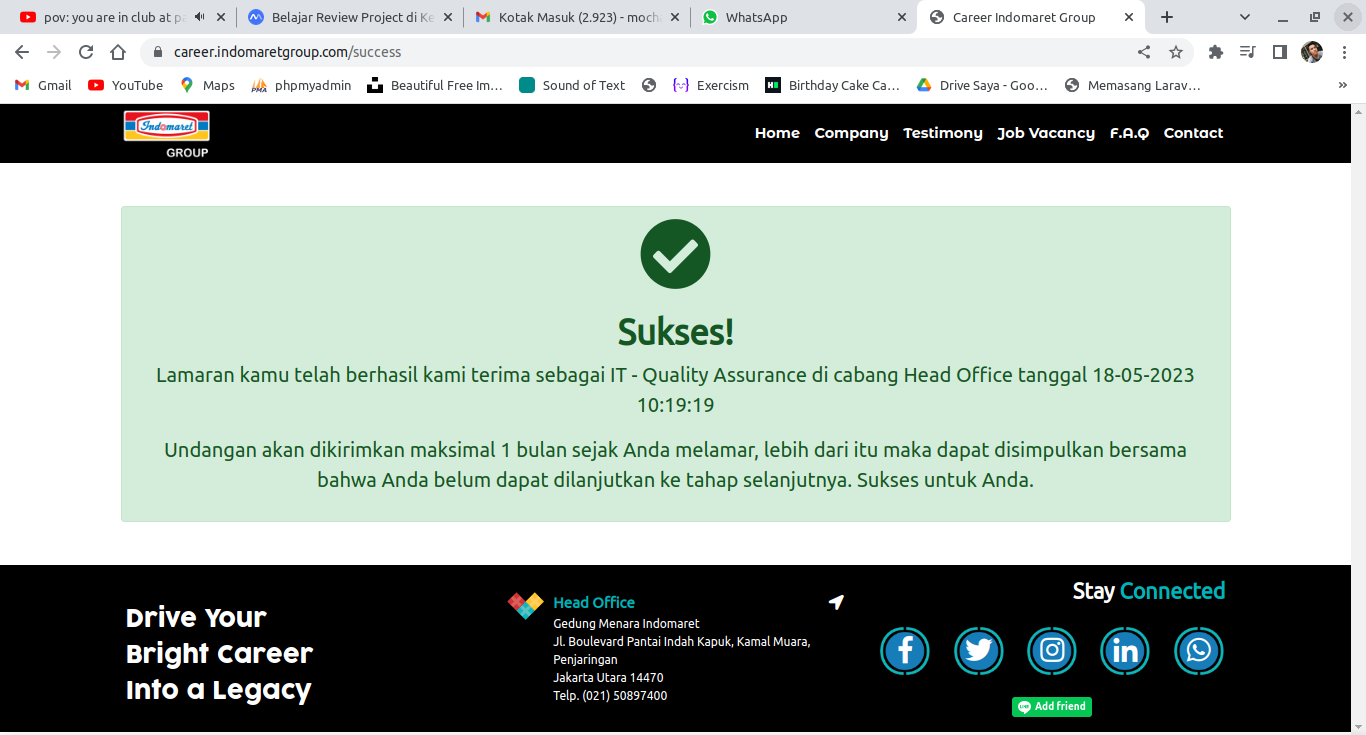 pov: you are in club at pa
Belajar Review Project di Ke
Kotak Masuk (2.923) - moch
WhatsApp
Career Indomaret Group
career.indomaretgroup.com/success
Gmail
YouTube
Maps
PMA
phpmyadmin
Beautiful Free Im...
Sound of Text
Exercism
Birthday Cake Ca...
Drive Saya - Goo...
Memasang Larav...
Indomaret
GROUP
Home Company Testimony Job Vacancy F.A.Q Contact
Sukses!
Lamaran kamu telah berhasil kami terima sebagai IT - Quality Assurance di cabang Head Office tanggal 18-05-2023
10:19:19
Undangan akan dikirimkan maksimal 1 bulan sejak Anda melamar, lebih dari itu maka dapat disimpulkan bersama
bahwa Anda belum dapat dilanjutkan ke tahap selanjutnya. Sukses untuk Anda.
Drive Your
Bright Career
Into a Legacy
Head Office
Gedung Menara Indomaret
Jl. Boulevard Pantai Indah Kapuk, Kamal Muara,
Penjaringan
Jakarta Utara 14470
Telp. (021) 50897400
Stay Connected
Add friend